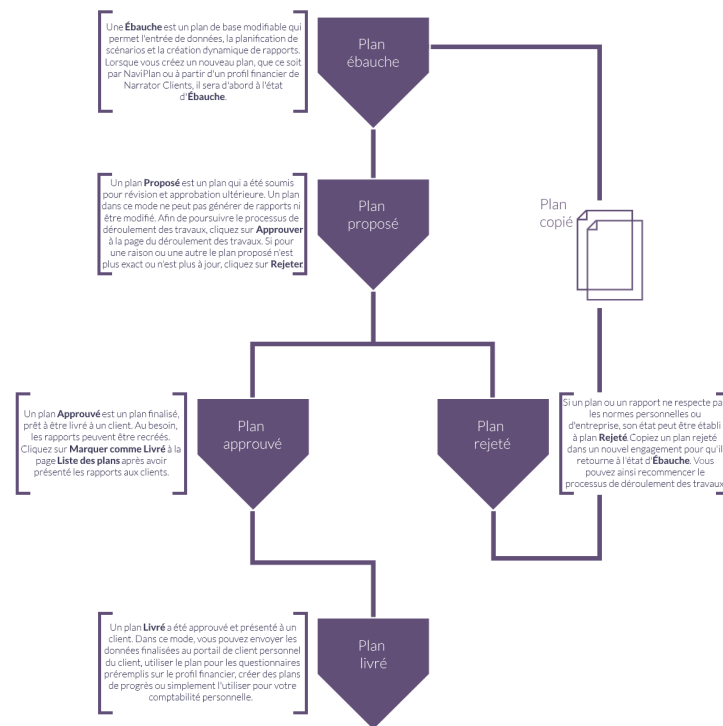 Une Ébauche est un plan de base modifiable qui
permet l'entrée de données, la planification de
scénarios et la création dynamique de rapports.
Lorsque vous créez un nouveau plan, que ce soit
par NaviPlan ou à partir d'un profil financier de
Narrator Clients, il sera d'abord à l'état
d'Ébauche.
Plan
ébauche
Un plan Proposé est un plan qui a été soumis
pour révision et approbation ultérieure. Un plan
dans ce mode ne peut pas générer de rapports ni
être modifié. Afin de poursuivre le processus de
déroulement des travaux, cliquez sur Approuver
à la page du déroulement des travaux. Si pour
une raison ou une autre le plan proposé n'est
plus exact ou n'est plus à jour, cliquez sur Rejeter
Plan
proposé
Plan
copié
Un plan Approuvé est un plan finalisé,
prêt à être livré à un client. Au besoin,
les rapports peuvent être recréés.
Cliquez sur Marquer comme Livré à la
page Liste des plans après avoir
présenté les rapports aux clients.
Plan
approuvé
Plan
rejeté
Si un plan ou un rapport ne respecte pa
les normes personnelles ou
d'entreprise, son état peut être établi
à plan Rejeté. Copiez un plan rejeté
dans un nouvel engagement pour qu'il
retourne à l'état d'Ébauche. Vous
pouvez ainsi recommencer le
processus de déroulement des travaux
Un plan Livré a été approuvé et présenté à un
client. Dans ce mode, vous pouvez envoyer les
données finalisées au portail de client personnel
du client, utiliser le plan pour les questionnaires
préremplis sur le profil financier, créer des plans
de progrès ou simplement l'utiliser pour votre
comptabilité personnelle.
Plan
livré